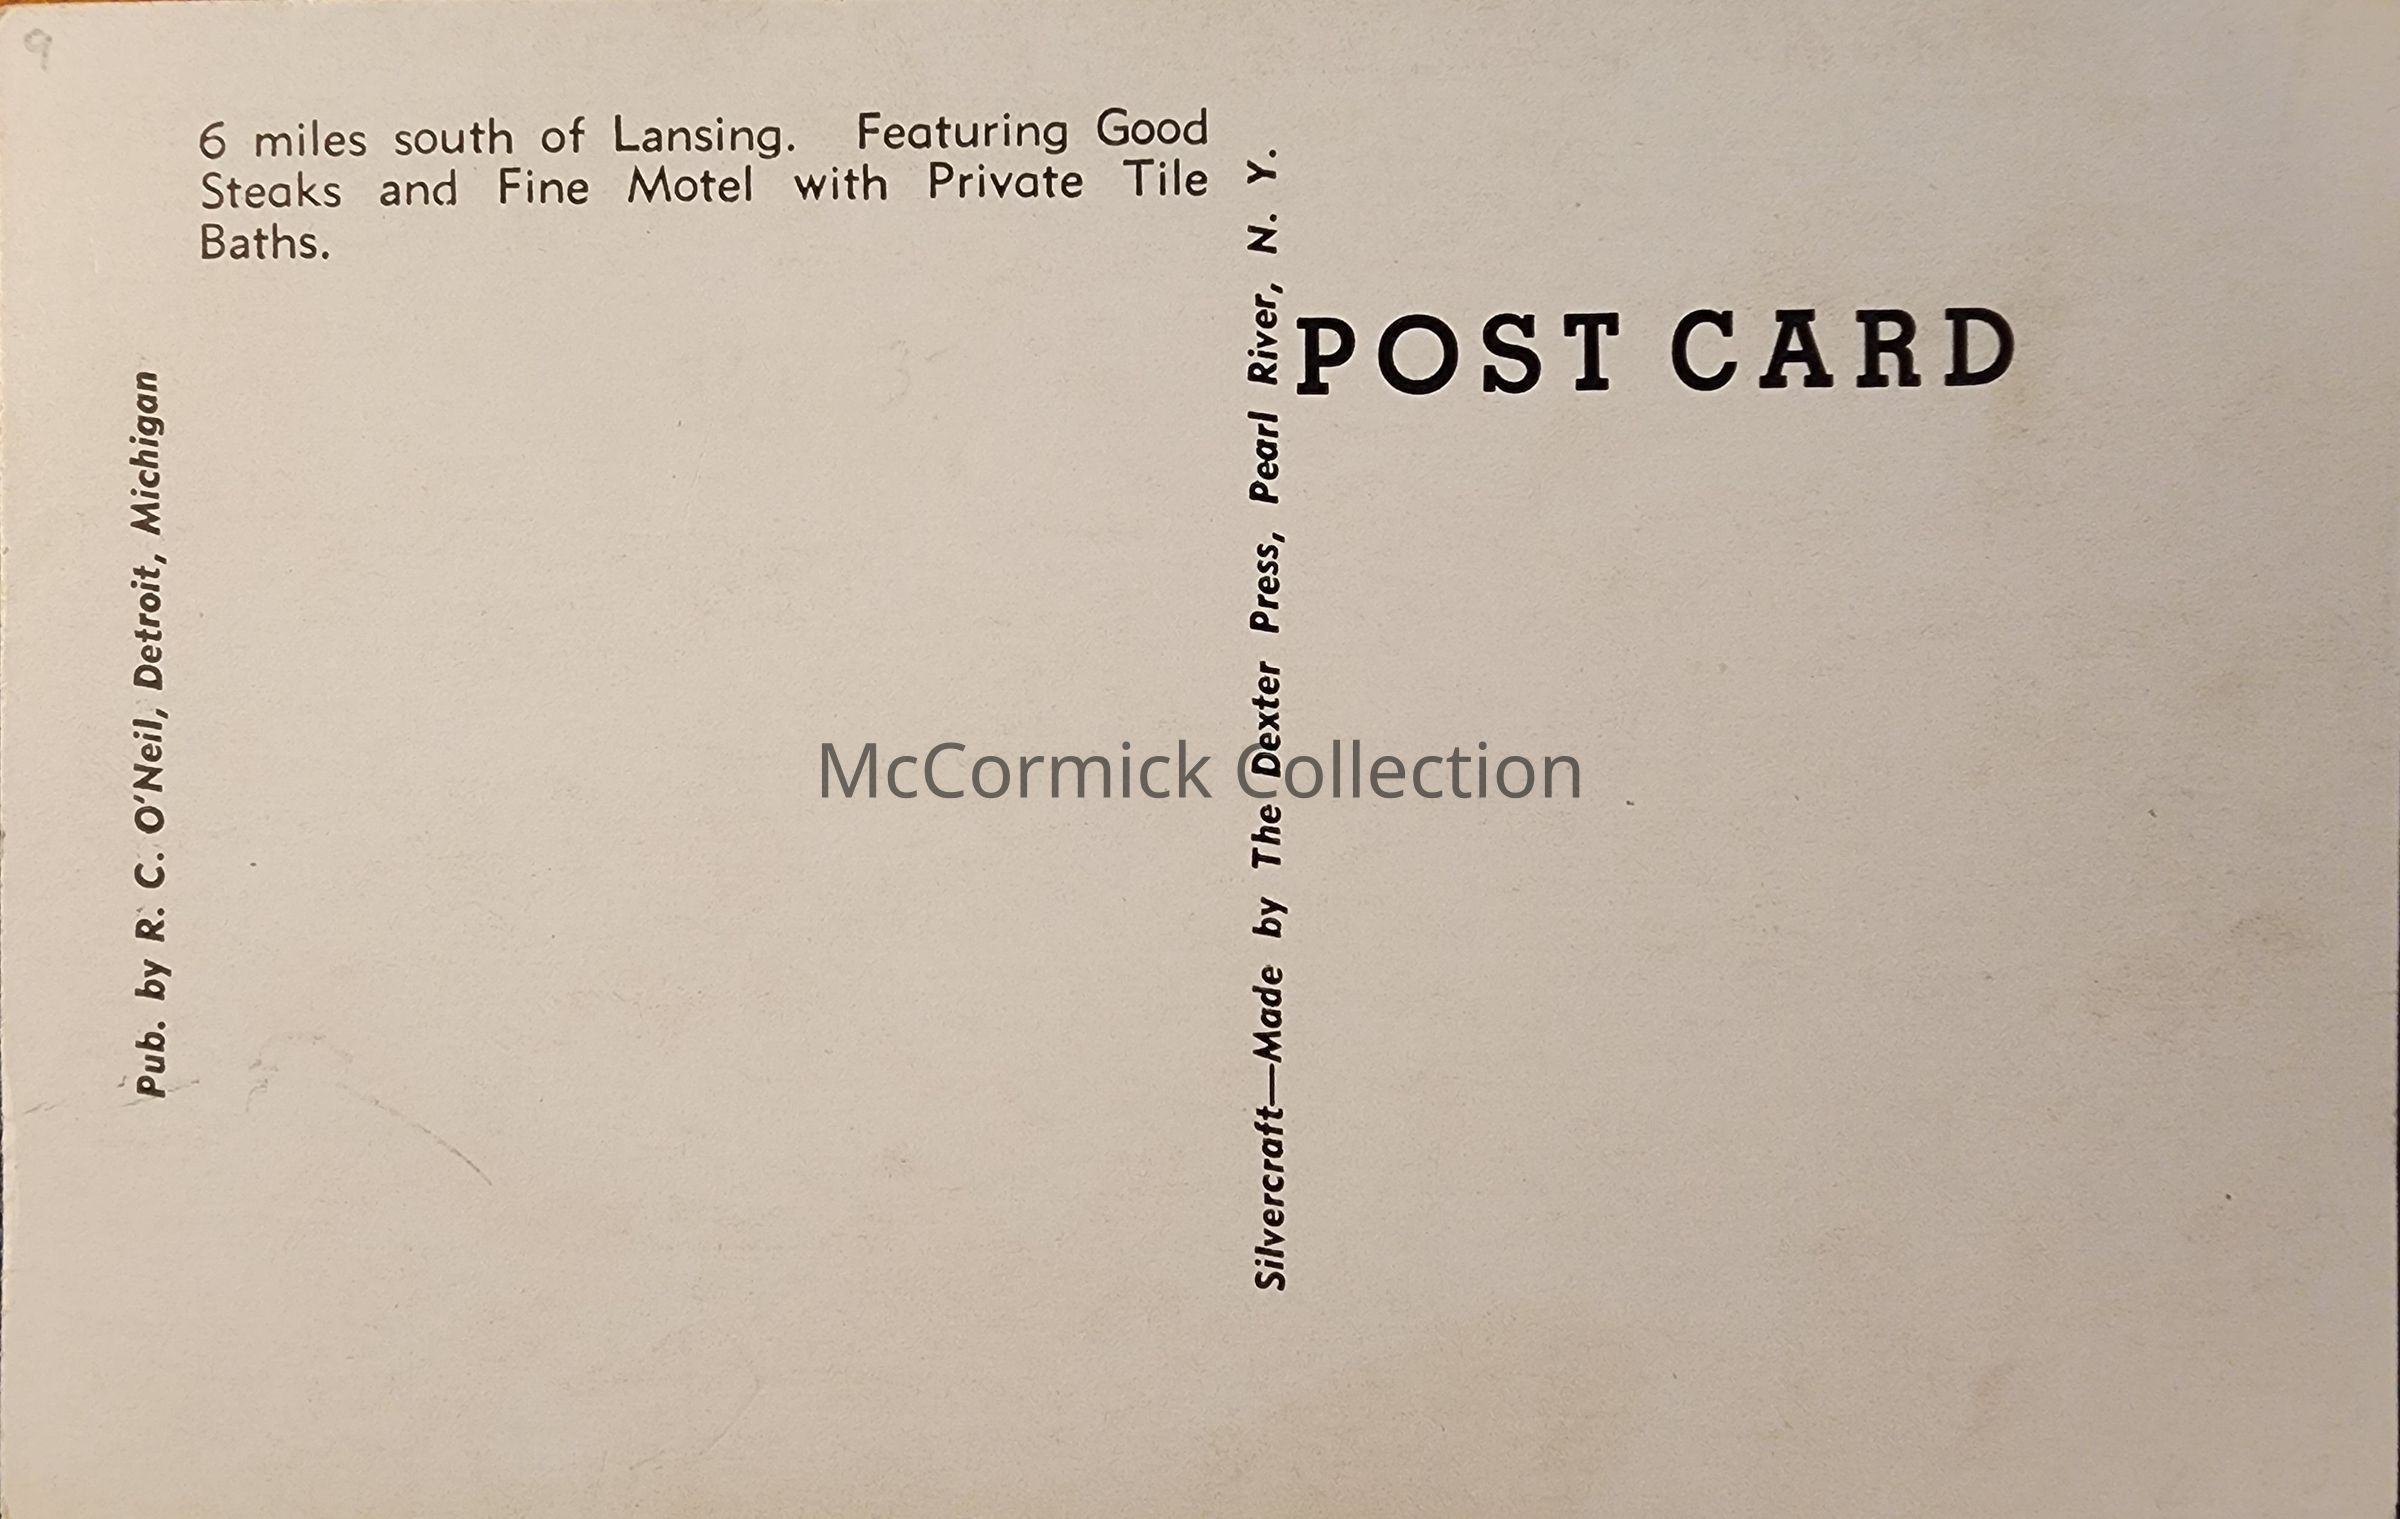 9
6 miles south of Lansing. Featuring Good
Steaks and Fine Motel with Private Tile
Baths.
Pub. by R. C. O'Neil, Detroit, Michigan
Silvercraft—Made by The Dexter Press, Pearl River, N. Y.
POST CARD
McCormick Collection